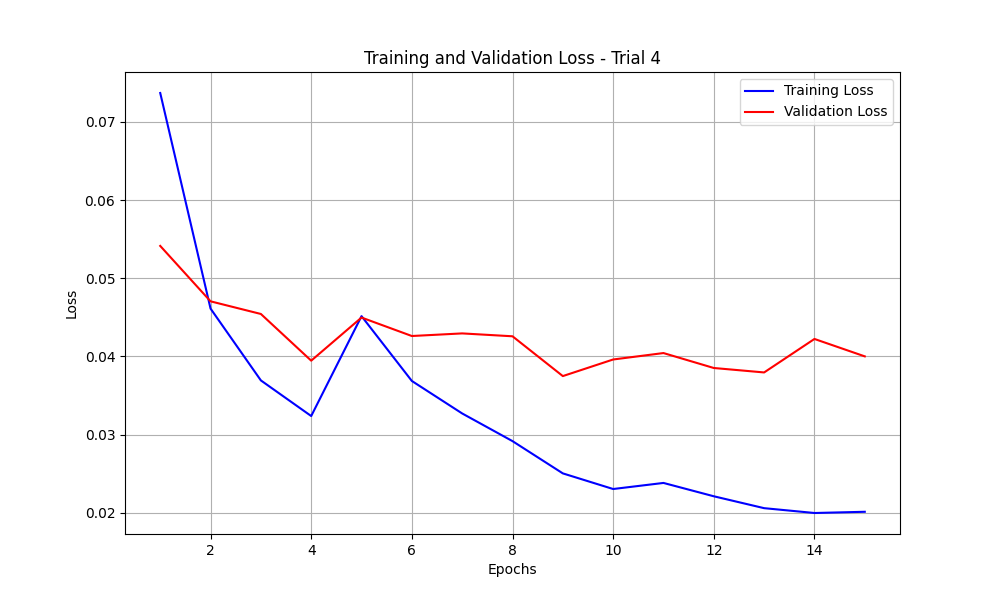 Training and Validation Loss - Trial 4
Training Loss
Validation Loss
0.07
0.06
0.05
0.04
0.03
0.02
Loss
2 4 6 8 10 12 14
Epochs